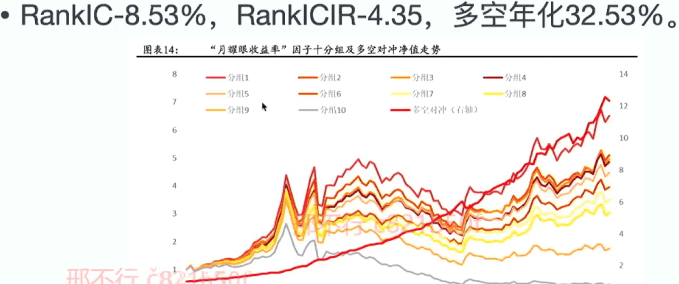 • RankIC-8.53%，RankICIR-4.35，多空年化32.53%。
图表14： “月耀眼收益率”因子十分组及多空对冲净值走势
8 14
分组1 分组2 分组3 分组4
7 分组5 分组6 分组7 分组8 12
分组9 分组10 多空对冲（右轴）
6
10
5
8
4
6
3
4
2
1 2
邢不行